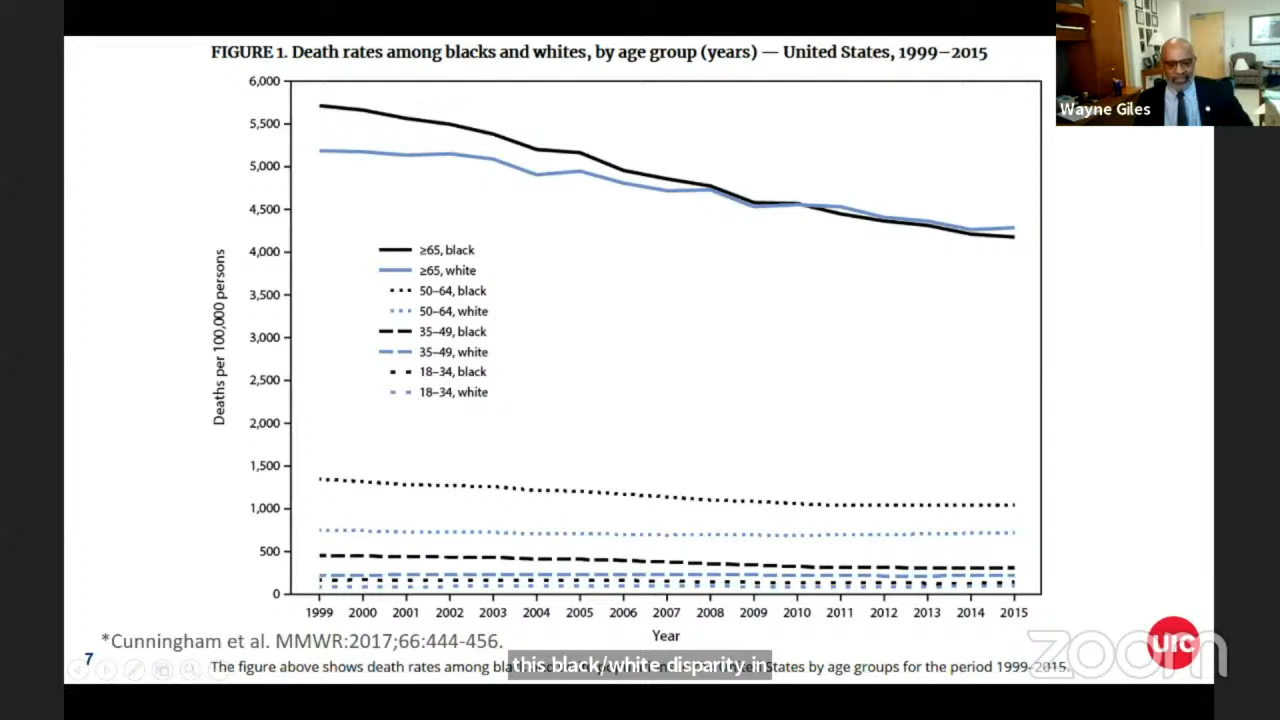 FIGURE 1. Death rates among blacks and whites, by age group (years) — United States, 1999–2015
Wayne Giles
6,000
5,500
5,000
4,500
4,000
3,500
3,000
2,500
2,000
1,500
1,000
500
0
Deaths per 100,000 persons
≥65, black
≥65, white
50–64, black
50–64, white
35–49, black
35–49, white
18–34, black
18–34, white
1999 2000 2001 2002 2003 2004 2005 2006 2007 2008 2009 2010 2011 2012 2013 2014 2015
Year
*Cunningham et al. MMWR:2017;66:444-456.
7
The figure above shows death rates among States by age groups for the period 1999-2015.
this black/white disparity in
zoom
UIC